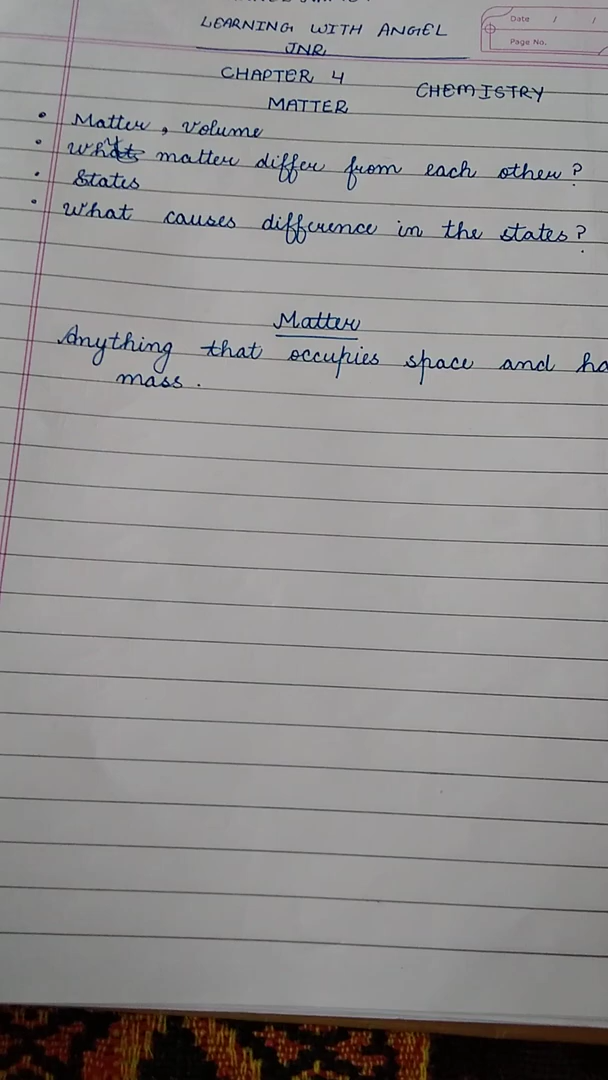 LEARNING WITH ANGEL
JNR
Date / /
Page No.
CHAPTER 4 CHEMISTRY
MATTER
• Matter, volume
• matter differ from each other?
• States
• What causes difference in the states?
Matter
Anything that occupies space and ha
mass.